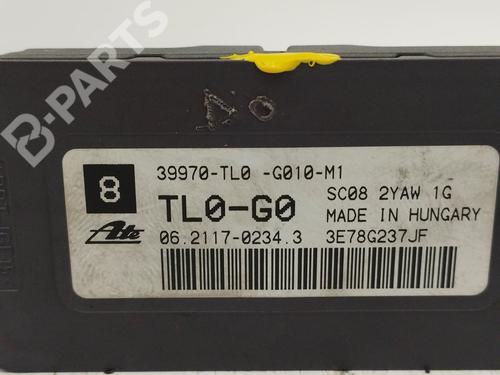 B-PARTS
8
39970-TL0 -G010-M1
TL0-G0
SC08 2YAW 1G
MADE IN HUNGARY
Ate
06.2117-0234.3
3E78G237JF
B-PARTS